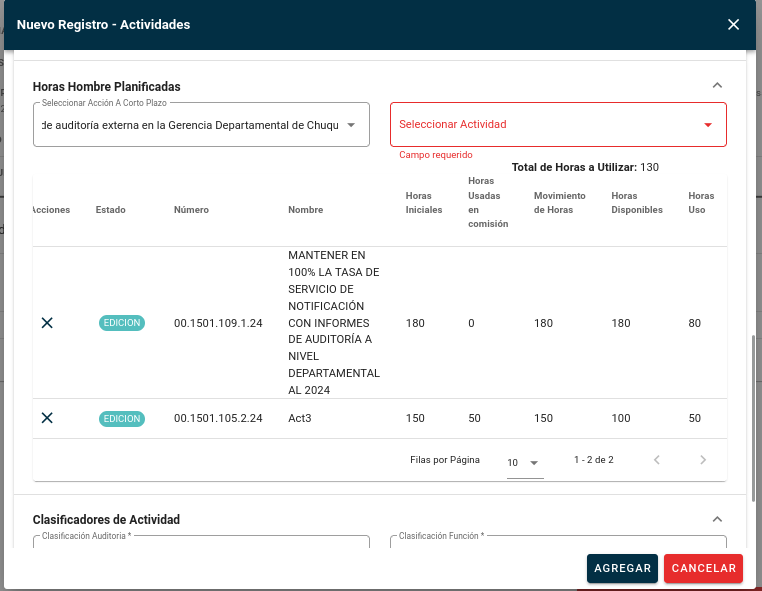 Nuevo Registro - Actividades
Horas Hombre Planificadas
Seleccionar Acción A Corto Plazo
de auditoría externa en la Gerencia Departamental de Chuqu
Seleccionar Actividad
Campo requerido
Total de Horas a Utilizar: 130
Acciones
Estado
Número
Nombre
Horas
Iniciales
Horas
Usadas
en
comisión
Movimiento
de Horas
Horas
Disponibles
Horas
Uso
EDICION
00.1501.109.1.24
MANTENER EN
100% LA TASA DE
SERVICIO DE
NOTIFICACIÓN
CON INFORMES
DE AUDITORÍA A
NIVEL
DEPARTAMENTAL
AL 2024
180
0
180
180
80
EDICION
00.1501.105.2.24
Act3
150
50
150
100
50
Filas por Página
10
1 - 2 de 2
Clasificadores de Actividad
Clasificación Auditoria *
Clasificación Función *
AGREGAR
CANCELAR